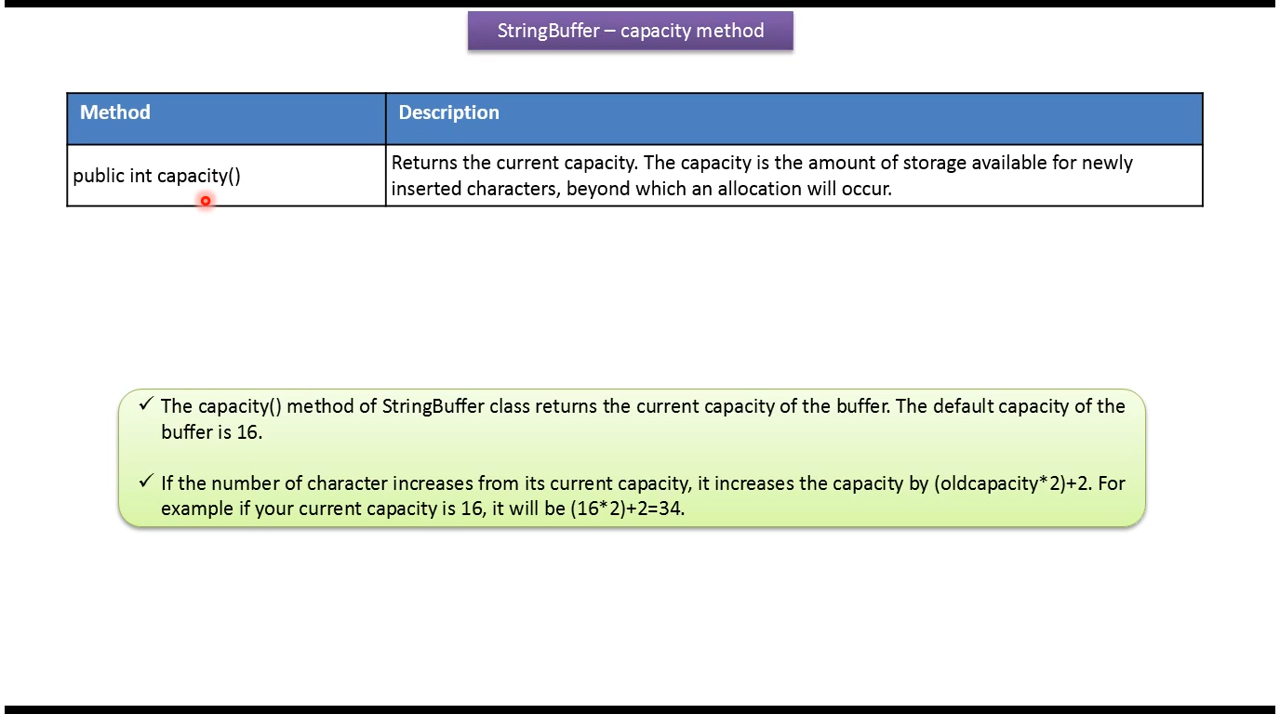 StringBuffer – capacity method
Method
Description
public int capacity()
Returns the current capacity. The capacity is the amount of storage available for newly
inserted characters, beyond which an allocation will occur.
✓ The capacity() method of StringBuffer class returns the current capacity of the buffer. The default capacity of the
buffer is 16.
✓ If the number of character increases from its current capacity, it increases the capacity by (oldcapacity*2)+2. For
example if your current capacity is 16, it will be (16*2)+2=34.